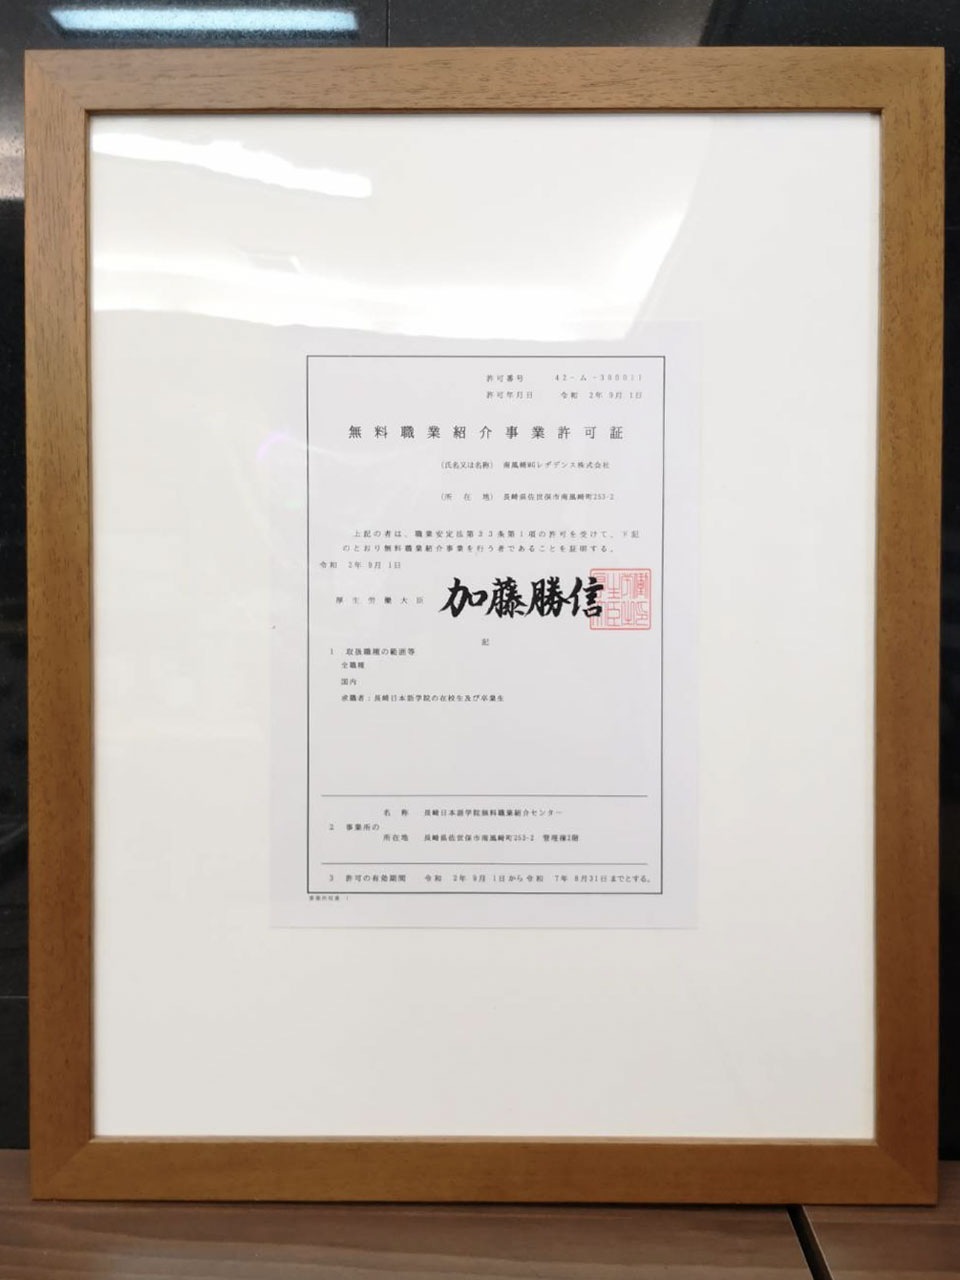 許可番号 42-ム-300011
許可年月日 令和 2年 9月 1日
無料職業紹介事業許可証
(氏名又は名称) 南風崎MGレザデンス株式会社
(所 在 地) 長崎県佐世保市南風崎町253-2
上記の者は、職業安定法第33条第1項の許可を受けて、下記
のとおり無料職業紹介事業を行う者であることを証明する。
令和 2年 9月 1日
厚生労働大臣 加藤勝信
記
1 取扱職種の範囲等
全職種
国内
求職者:長崎日本語学院の在校生及び卒業生
2 事業所の
名 称 長崎日本語学院無料職業紹介センター
所在地 長崎県佐世保市南風崎町253-2 管理棟2階
3 許可の有効期間 令和 2年 9月 1日から令和 7年 8月31日までとする。